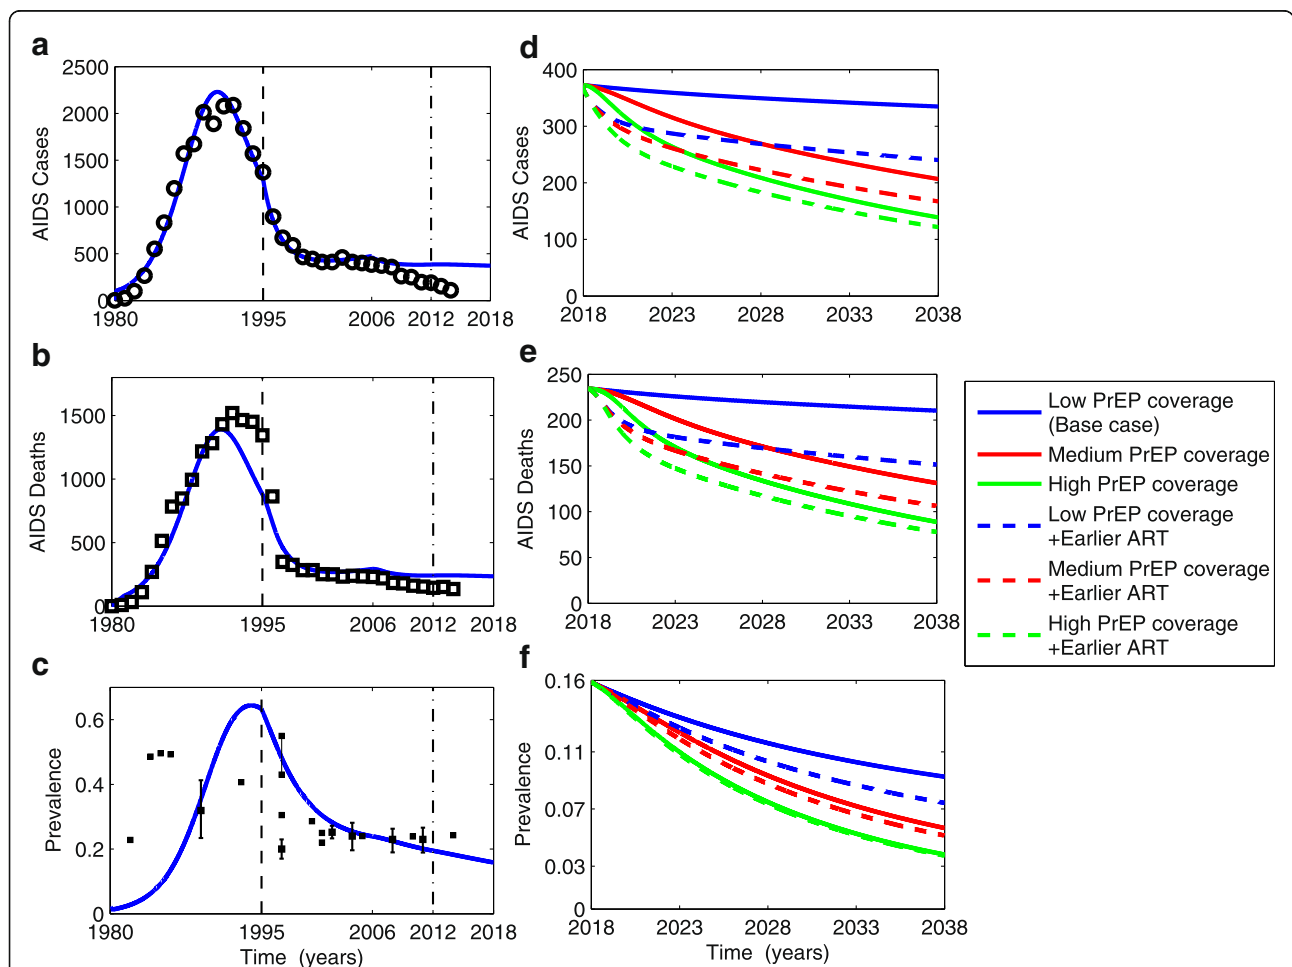 a
2500
2000
1500
1000
500
0
AIDS Cases
1980
1995
2006
2012
2018
b
1500
1000
500
0
AIDS Deaths
1980
1995
2006
2012
2018
c
0.6
0.4
0.2
0
Prevalence
1980
1995
2006
2012
2018
Time (years)
d
400
300
200
100
0
AIDS Cases
2018
2023
2028
2033
2038
e
250
200
150
100
50
0
AIDS Deaths
2018
2023
2028
2033
2038
f
0.16
0.11
0.07
0.03
0
Prevalence
2018
2023
2028
2033
2038
Time (years)
Low PrEP coverage
(Base case)
Medium PrEP coverage
High PrEP coverage
Low PrEP coverage
+Earlier ART
Medium PrEP coverage
+Earlier ART
High PrEP coverage
+Earlier ART